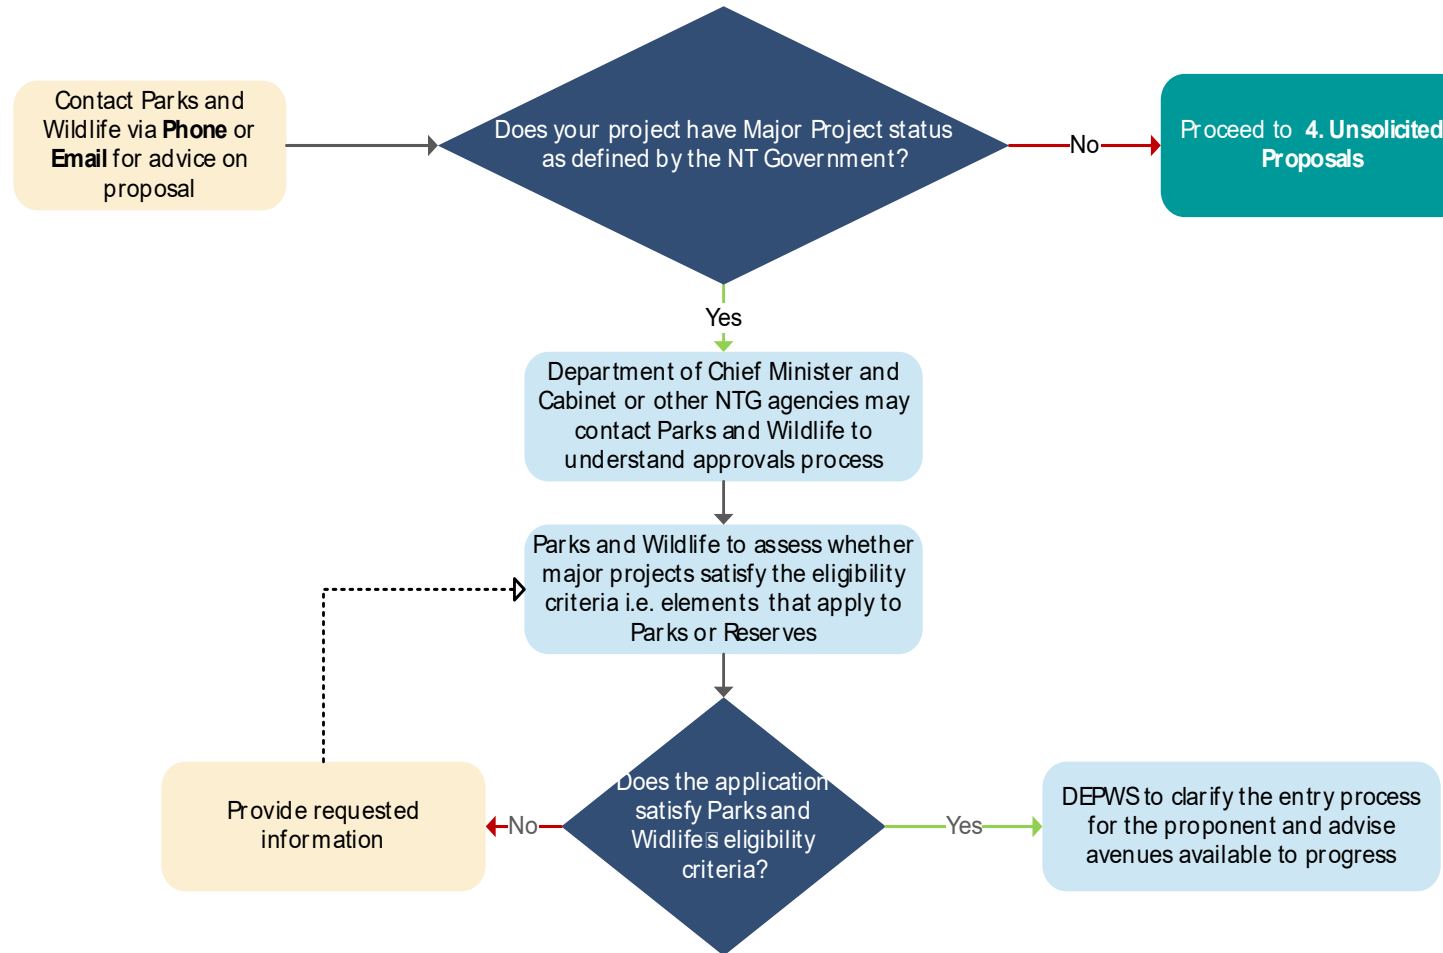 Contact Parks and
Wildlife via Phone or
Email for advice on
proposal
Does your project have Major Project status
as defined by the NT Government?
No
Proceed to 4. Unsolicited
Proposals
Yes
Department of Chief Minister and
Cabinet or other NTG agencies may
contact Parks and Wildlife to
understand approvals process
Parks and Wildlife to assess whether
major projects satisfy the eligibility
criteria i.e. elements that apply to
Parks or Reserves
Does the application
satisfy Parks and
Widlife□s eligibility
criteria?
No
Provide requested
information
Yes
DEPWS to clarify the entry process
for the proponent and advise
avenues available to progress